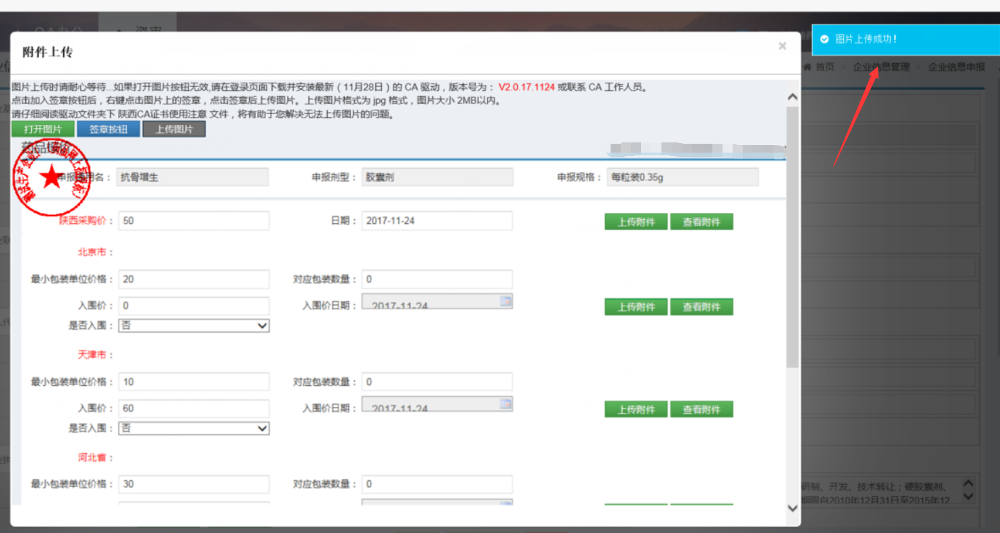 OA办公 资审
附件上传
×
图片上传成功!
首页 > 企业信息管理 > 企业信息申报
图片上传时请耐心等待...如果打开图片按钮无效,请在登录页面下载并安装最新(11月28日)的 CA 驱动,版本号为: V2.0.17.1124 或联系 CA 工作人员。
点击加入签章按钮后,右键点击图片上的签章,点击签章后上传图片。上传图片格式为 jpg 格式,图片大小 2MB以内。
请仔细阅读驱动文件夹下 陕西CA证书使用注意 文件,将有助于您解决无法上传图片的问题。
打开图片 签章按钮 上传图片
药品
申报通用名: 抗骨增生 申报剂型: 胶囊剂 申报规格: 每粒装0.35g
陕西采购价: 50 日期: 2017-11-24 上传附件 查看附件
北京市:
最小包装单位价格: 20 对应包装数量: 0
入围价: 0 入围价日期: 2017-11-24 上传附件 查看附件
是否入围: 否
天津市:
最小包装单位价格: 10 对应包装数量: 0
入围价: 60 入围价日期: 2017-11-24 上传附件 查看附件
是否入围: 否
河北省:
最小包装单位价格: 30 对应包装数量: 0
研制、开发、技术转让;硬胶囊剂、
期限自2010年12月31日至2015年12